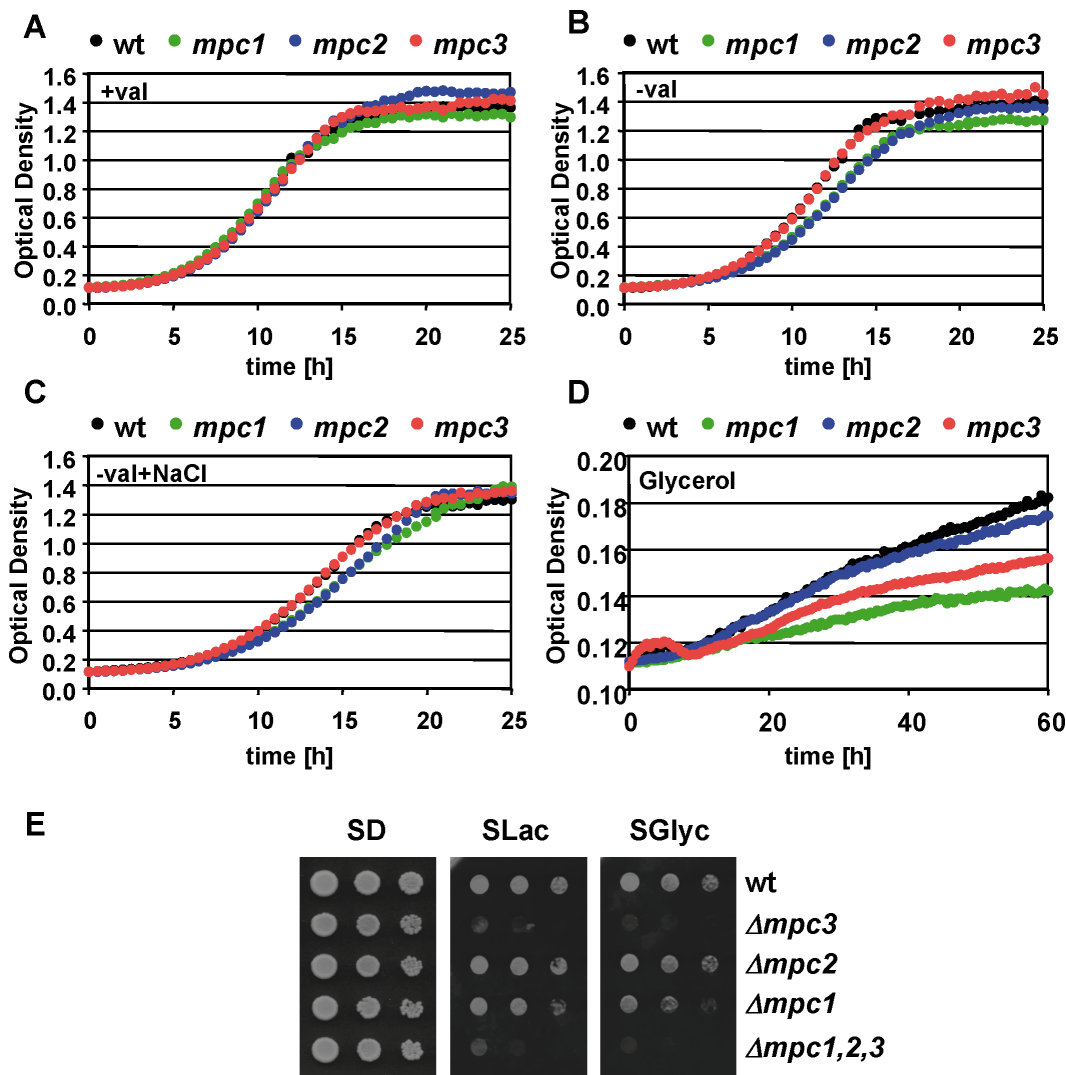 A
wt mpc1 mpc2 mpc3
+val
Optical Density
1.6
1.4
1.2
1.0
0.8
0.6
0.4
0.2
0.0
0 5 10 15 20 25
time [h]
B
wt mpc1 mpc2 mpc3
-val
Optical Density
1.6
1.4
1.2
1.0
0.8
0.6
0.4
0.2
0.0
0 5 10 15 20 25
time [h]
C
wt mpc1 mpc2 mpc3
-val+NaCl
Optical Density
1.6
1.4
1.2
1.0
0.8
0.6
0.4
0.2
0.0
0 5 10 15 20 25
time [h]
D
wt mpc1 mpc2 mpc3
Glycerol
Optical Density
0.20
0.18
0.16
0.14
0.12
0.10
0 20 40 60
time [h]
E
SD SLac SGlyc
wt
Δmpc3
Δmpc2
Δmpc1
Δmpc1,2,3